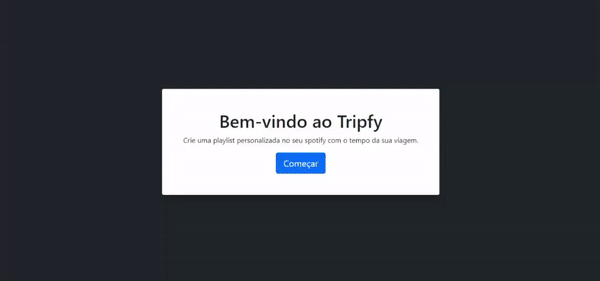 Bem-vindo ao Tripfy
Crie uma playlist personalizada no seu spotify com o tempo da sua viagem.
Começar